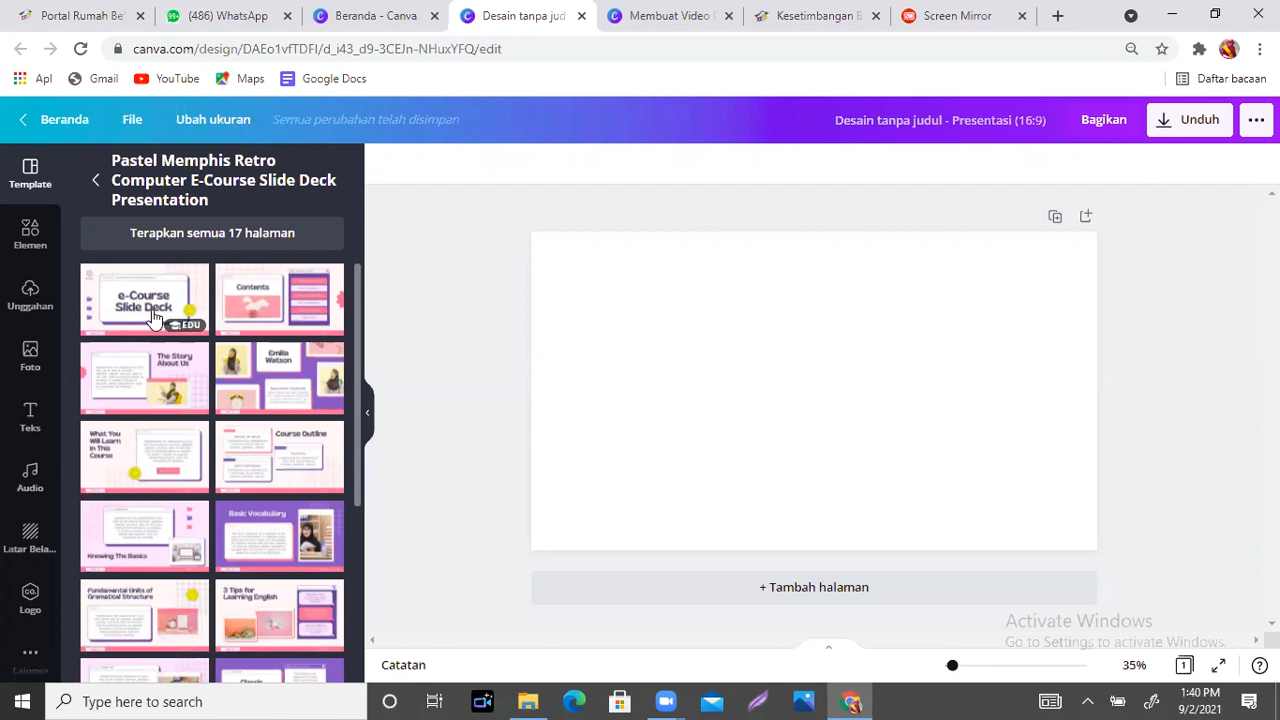 Portal Rumah Be
(486) WhatsApp
Beranda - Canva
Desain tanpa jud
Membuat Video
Kesetimbangan B
Screen Mirror
canva.com/design/DAEo1vfTDFI/d_i43_d9-3CEJn-NHuxYFQ/edit
Apl
Gmail
YouTube
Maps
Google Docs
Daftar bacaan
Beranda
File
Ubah ukuran
Semua perubahan telah disimpan
Desain tanpa judul - Presentasi (16:9)
Bagikan
Unduh
Template
Elemen
Unggahan
Foto
Teks
Audio
Latar Bela...
Logo
Pastel Memphis Retro
Computer E-Course Slide Deck
Presentation
Terapkan semua 17 halaman
e-Course
Slide Deck
EDU
Contents
The Story
About Us
Emilia
Watson
What You
Will Learn
In This
Course
Course Outline
Knowing The Basics
Basic Vocabulary
Fundamental Units of
Gramatical Structure
3 Tips for
Learning English
Classic
+ Tambah halaman
Activate Windows
Go to Settings to activate Windows.
Catatan
35%
1
Type here to search
1:40 PM
9/2/2021